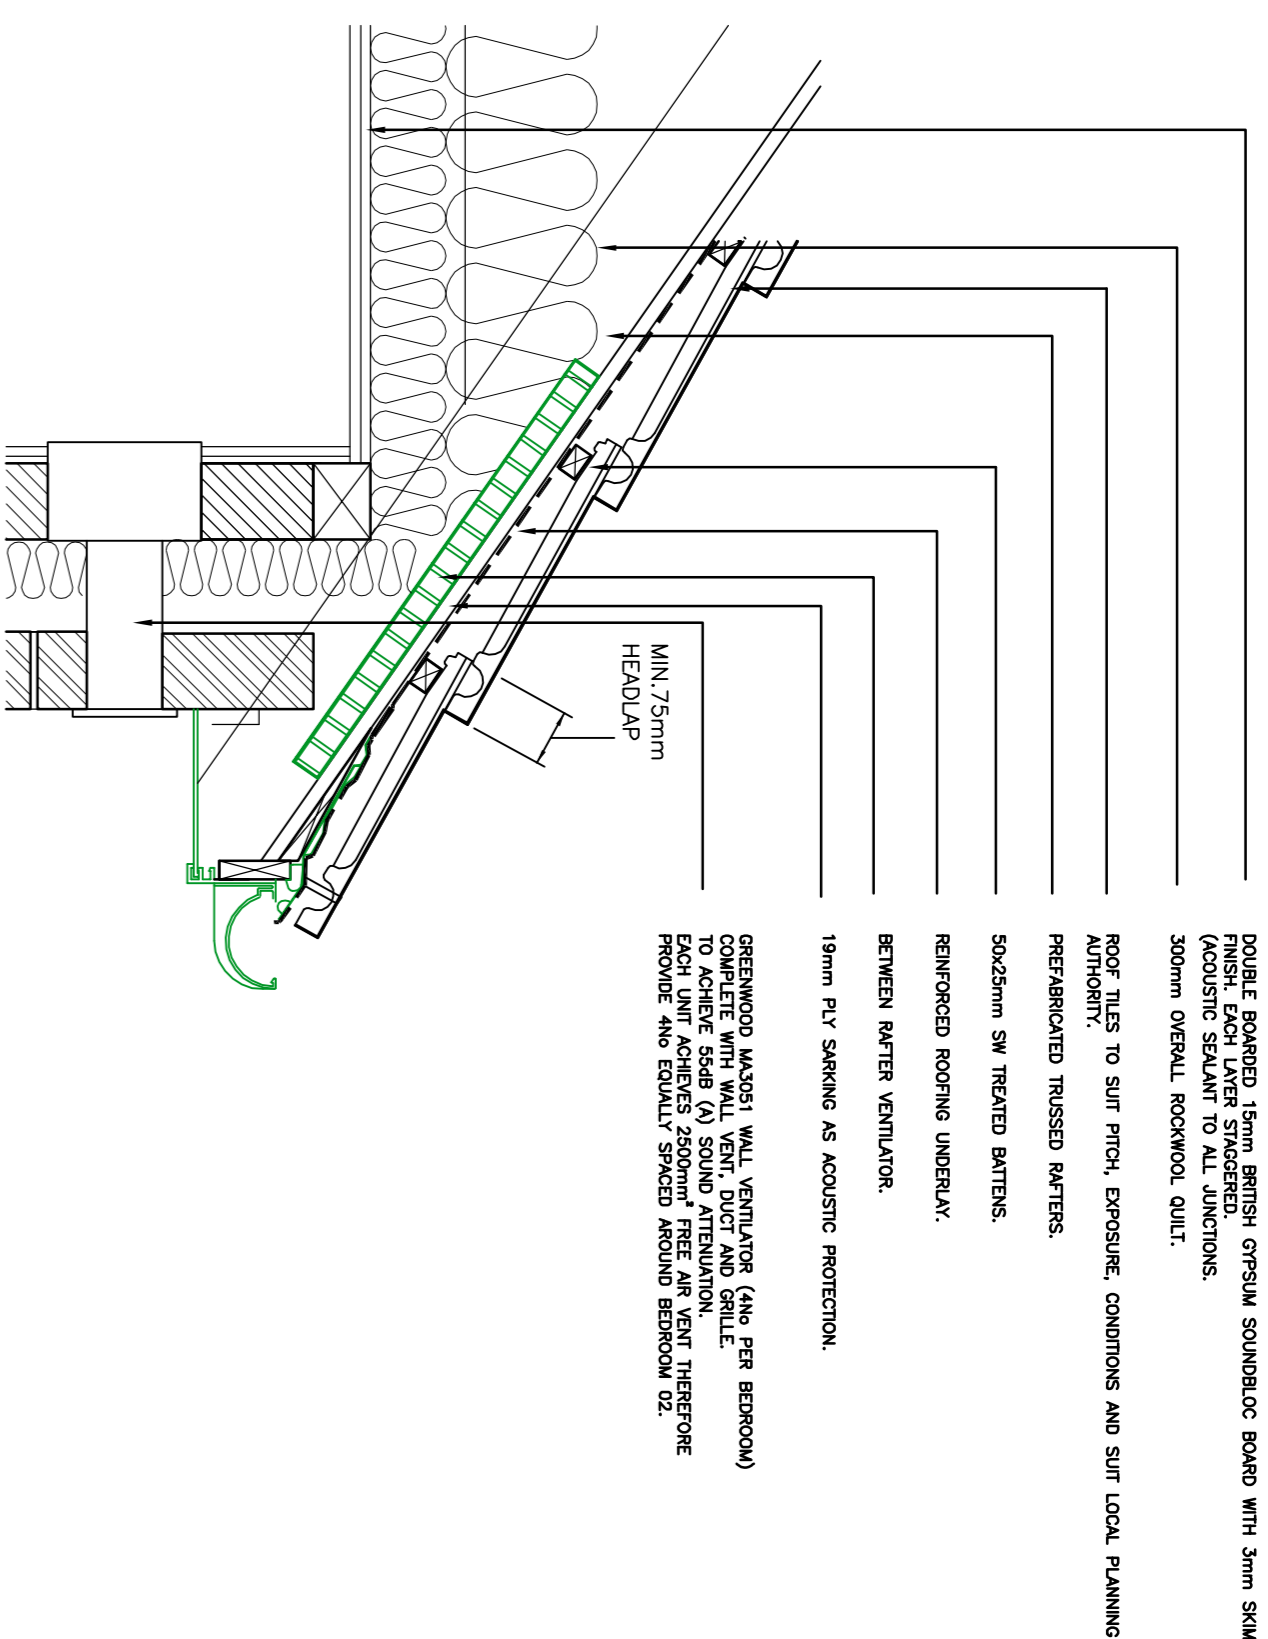 DOUBLE BOARDED 15mm BRITISH GYPSUM SOUNDBLOC BOARD WITH 3mm SKIM
FINISH. EACH LAYER STAGGERED.
(ACOUSTIC SEALANT TO ALL JUNCTIONS.
300mm OVERALL ROCKWOOL QUILT.
ROOF TILES TO SUIT PITCH, EXPOSURE, CONDITIONS AND SUIT LOCAL PLANNING
AUTHORITY.
PREFABRICATED TRUSSED RAFTERS.
50x25mm SW TREATED BATTENS.
REINFORCED ROOFING UNDERLAY.
BETWEEN RAFTER VENTILATOR.
19mm PLY SARKING AS ACOUSTIC PROTECTION.
GREENWOOD MA3051 WALL VENTILATOR (4No PER BEDROOM)
COMPLETE WITH WALL VENT, DUCT AND GRILLE.
TO ACHIEVE 55dB (A) SOUND ATTENUATION.
EACH UNIT ACHIEVES 2500mm² FREE AIR VENT THEREFORE
PROVIDE 4No EQUALLY SPACED AROUND BEDROOM 02.
MIN.75mm
HEADLAP